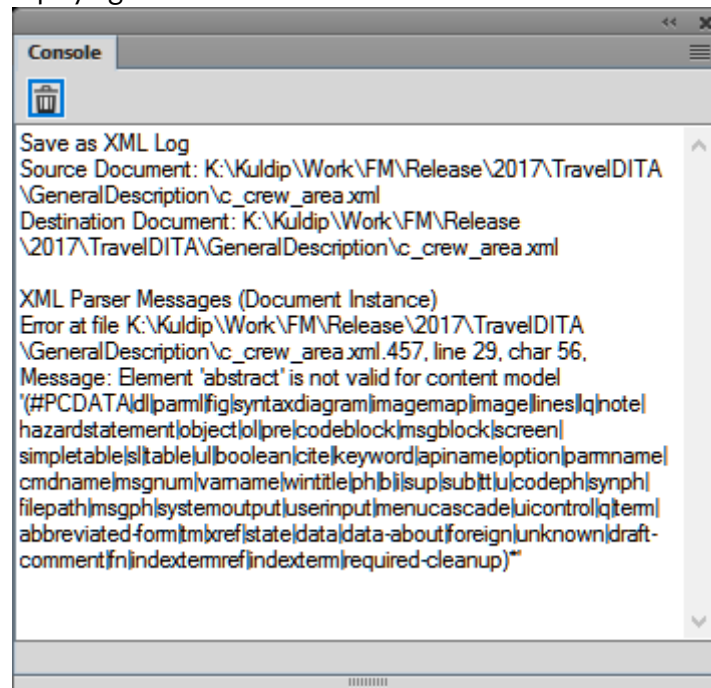 Console
Save as XML Log
Source Document: K:\Kuldip\Work\FM\Release\2017\TravelDITA
\GeneralDescription\c_crew_area.xml
Destination Document: K:\Kuldip\Work\FM\Release
\2017\TravelDITA\GeneralDescription\c_crew_area.xml
XML Parser Messages (Document Instance)
Error at file K:\Kuldip\Work\FM\Release\2017\TravelDITA
\GeneralDescription\c_crew_area.xml.457, line 29, char 56,
Message: Element 'abstract' is not valid for content model
'(#PCDATA|dl|parml|fig|syntaxdiagram|imagemap|image|lines|lq|note|
hazardstatement|object|ol|pre|codeblock|msgblock|screen|
simpletable|sl|table|ul|boolean|cite|keyword|apiname|option|parmname|
cmdname|msgnum|varname|wintitle|ph|b|i|sup|sub|tt|u|codeph|synph|
filepath|msgph|systemoutput|userinput|menucascade|uicontrol|q|term|
abbreviated-form|tm|xref|state|data|data-about|foreign|unknown|draft-
comment|fn|indextermref|indexterm|required-cleanup)*'